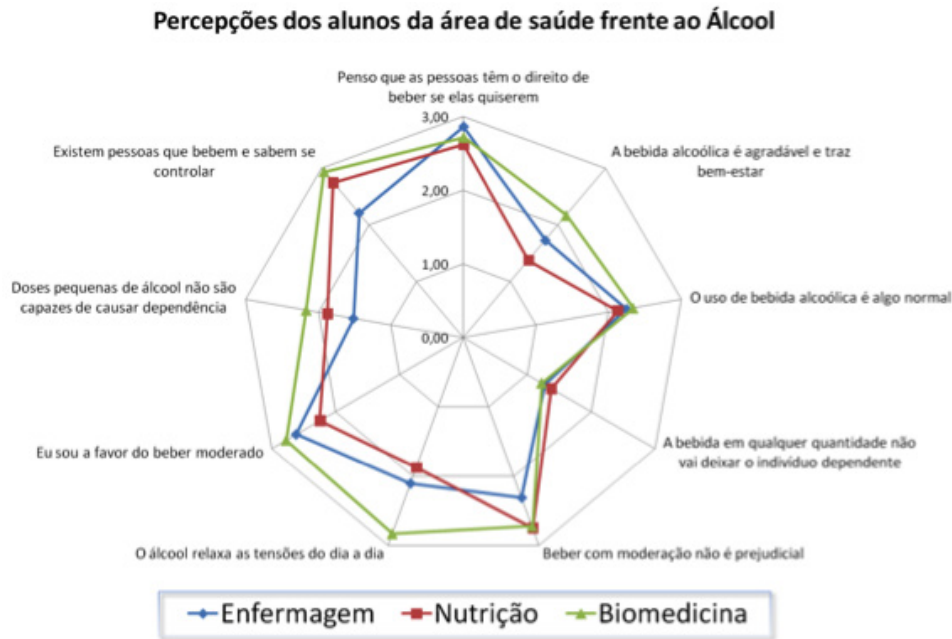 Percepções dos alunos da área de saúde frente ao Álcool
Penso que as pessoas têm o direito de
beber se elas quiserem
3,00
2,00
1,00
0,00
A bebida alcoólica é agradável e traz
bem-estar
O uso de bebida alcoólica é algo normal
A bebida em qualquer quantidade não
vai deixar o indivíduo dependente
Beber com moderação não é prejudicial
O álcool relaxa as tensões do dia a dia
Eu sou a favor do beber moderado
Doses pequenas de álcool não são
capazes de causar dependência
Existem pessoas que bebem e sabem se
controlar
Enfermagem Nutrição Biomedicina